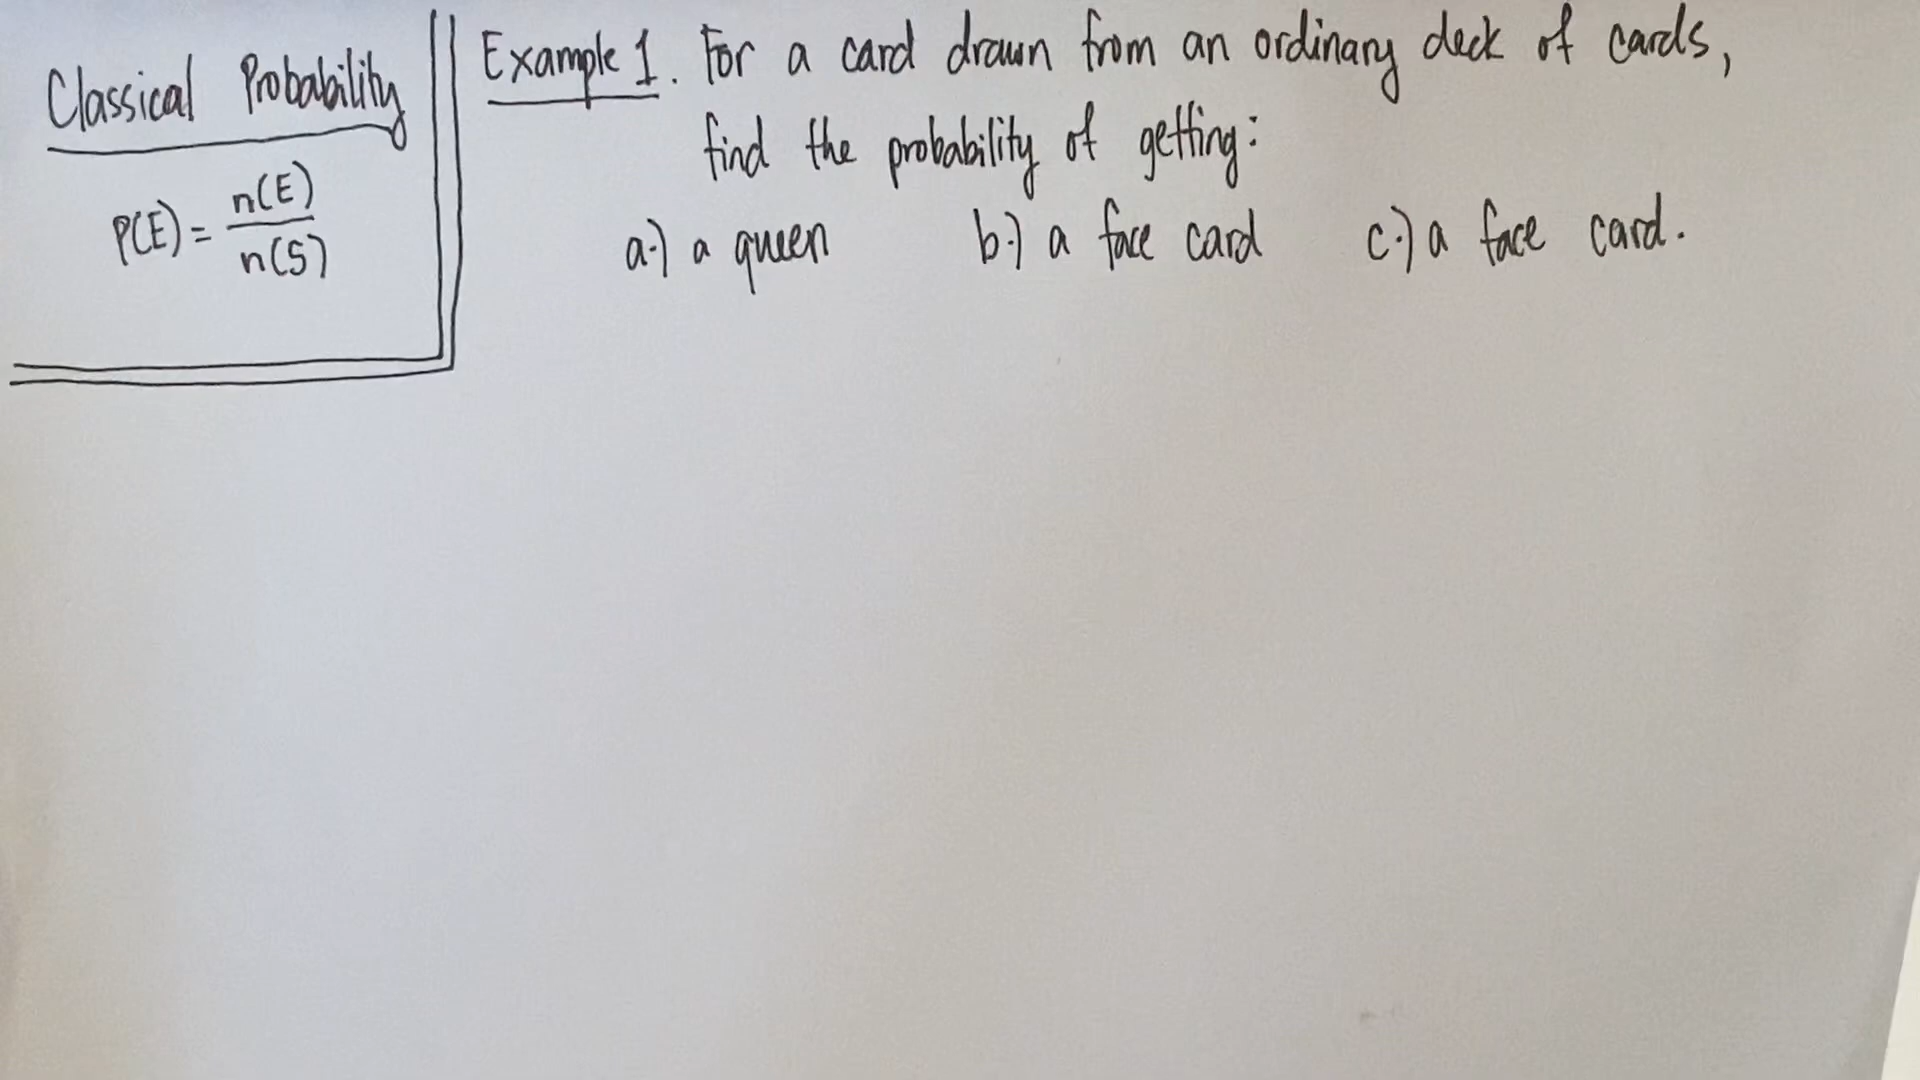 Classical Probability
P(E) = n(E)
n(S)
Example 1. For a card drawn from an ordinary deck of cards,
find the probability of getting:
a.) a queen b.) a face card c.) a face card.